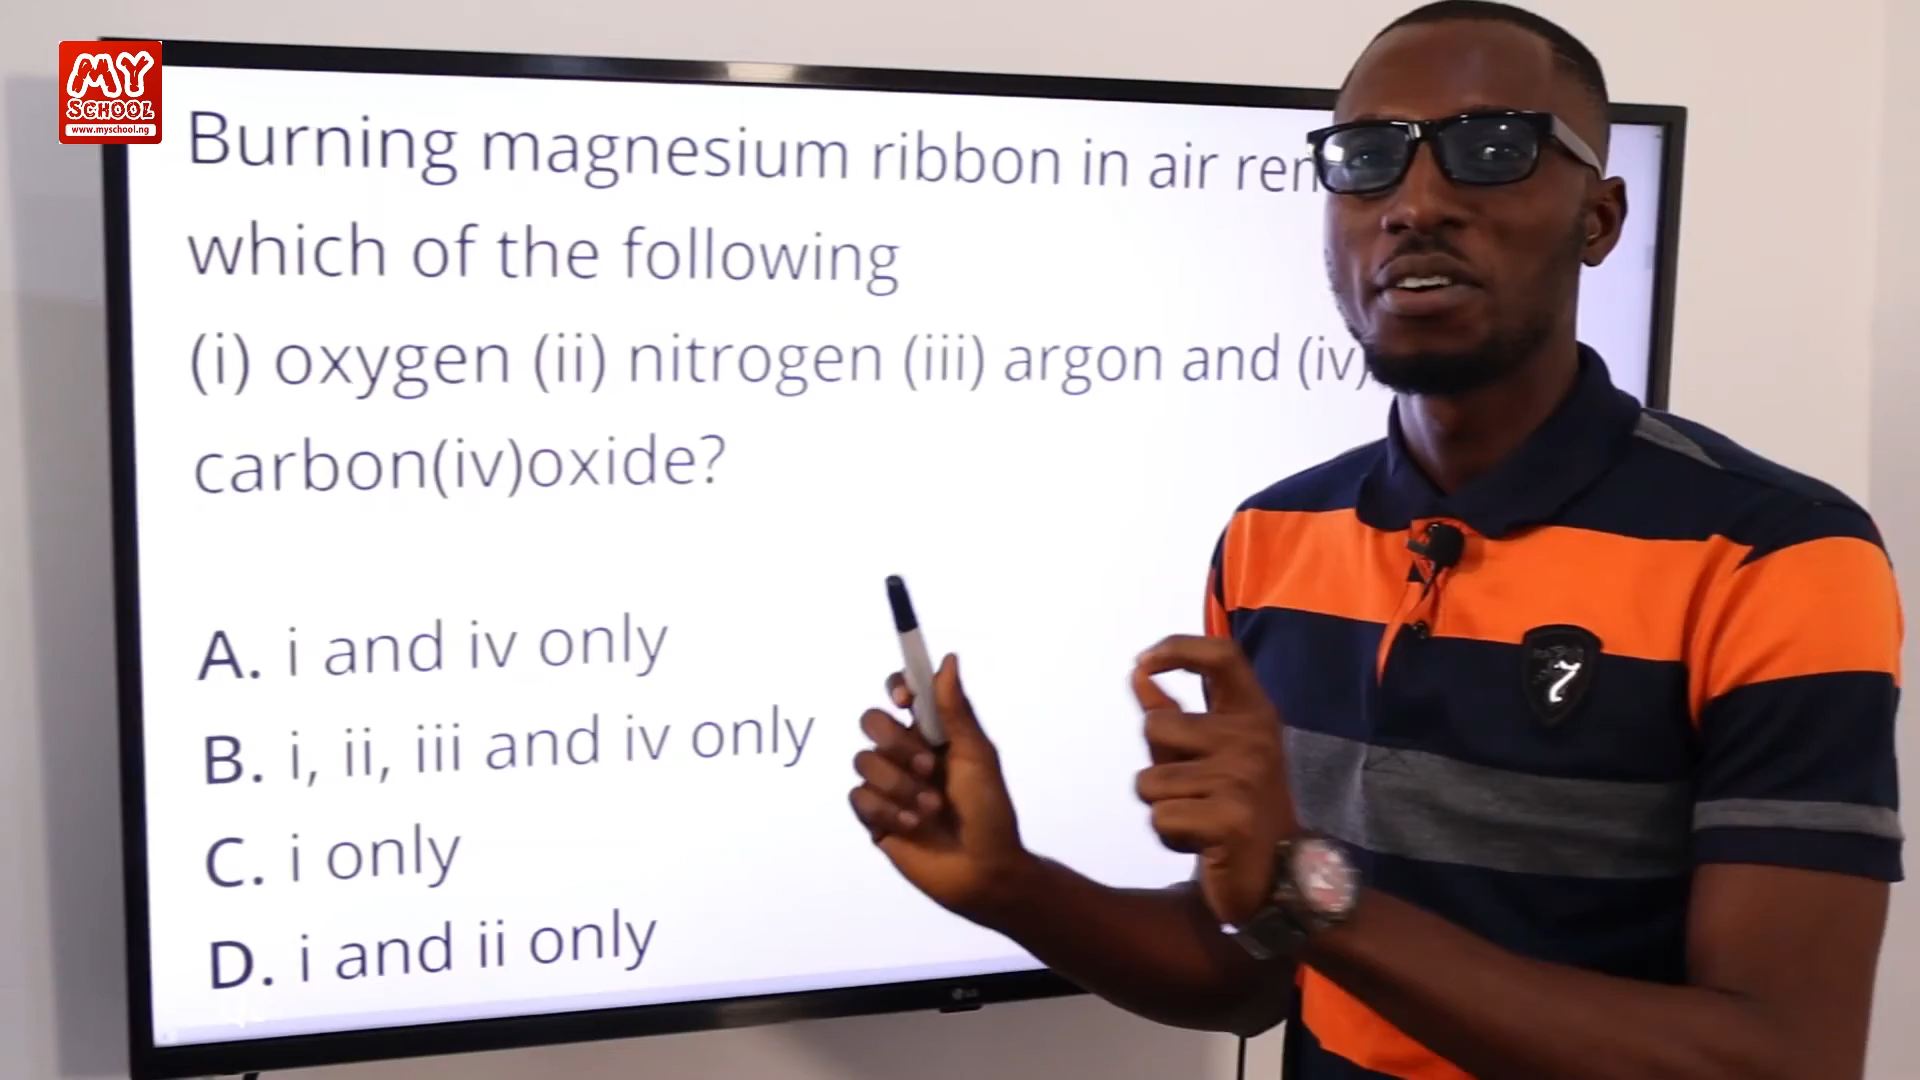 MY
SCHOOL
www.myschool.ng
Burning magnesium ribbon in air
which of the following
(i) oxygen (ii) nitrogen (iii) argon and (iv)
carbon(iv)oxide?
A. i and iv only
B. i, ii, iii and iv only
C. i only
D. i and ii only
LG
7